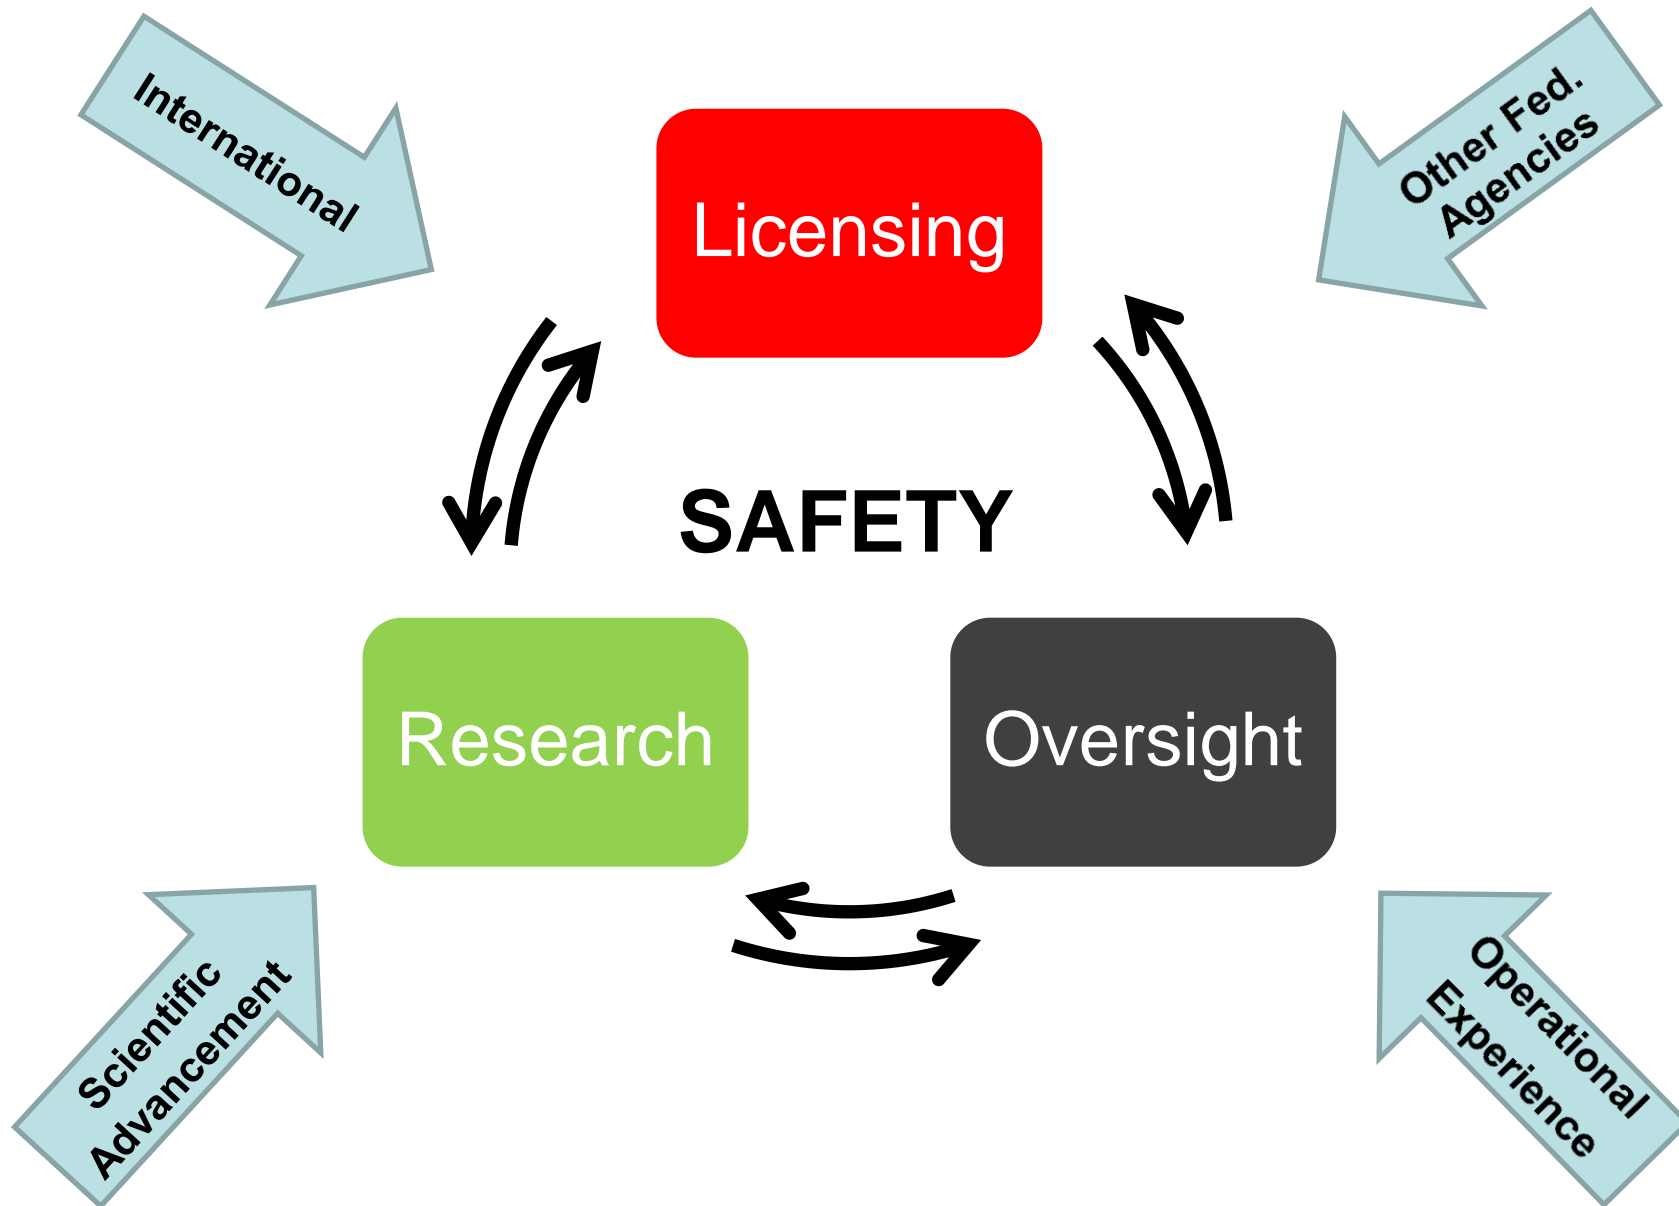 International
Other Fed.
Agencies
Licensing
SAFETY
Research
Oversight
Scientific
Advancement
Operational
Experience